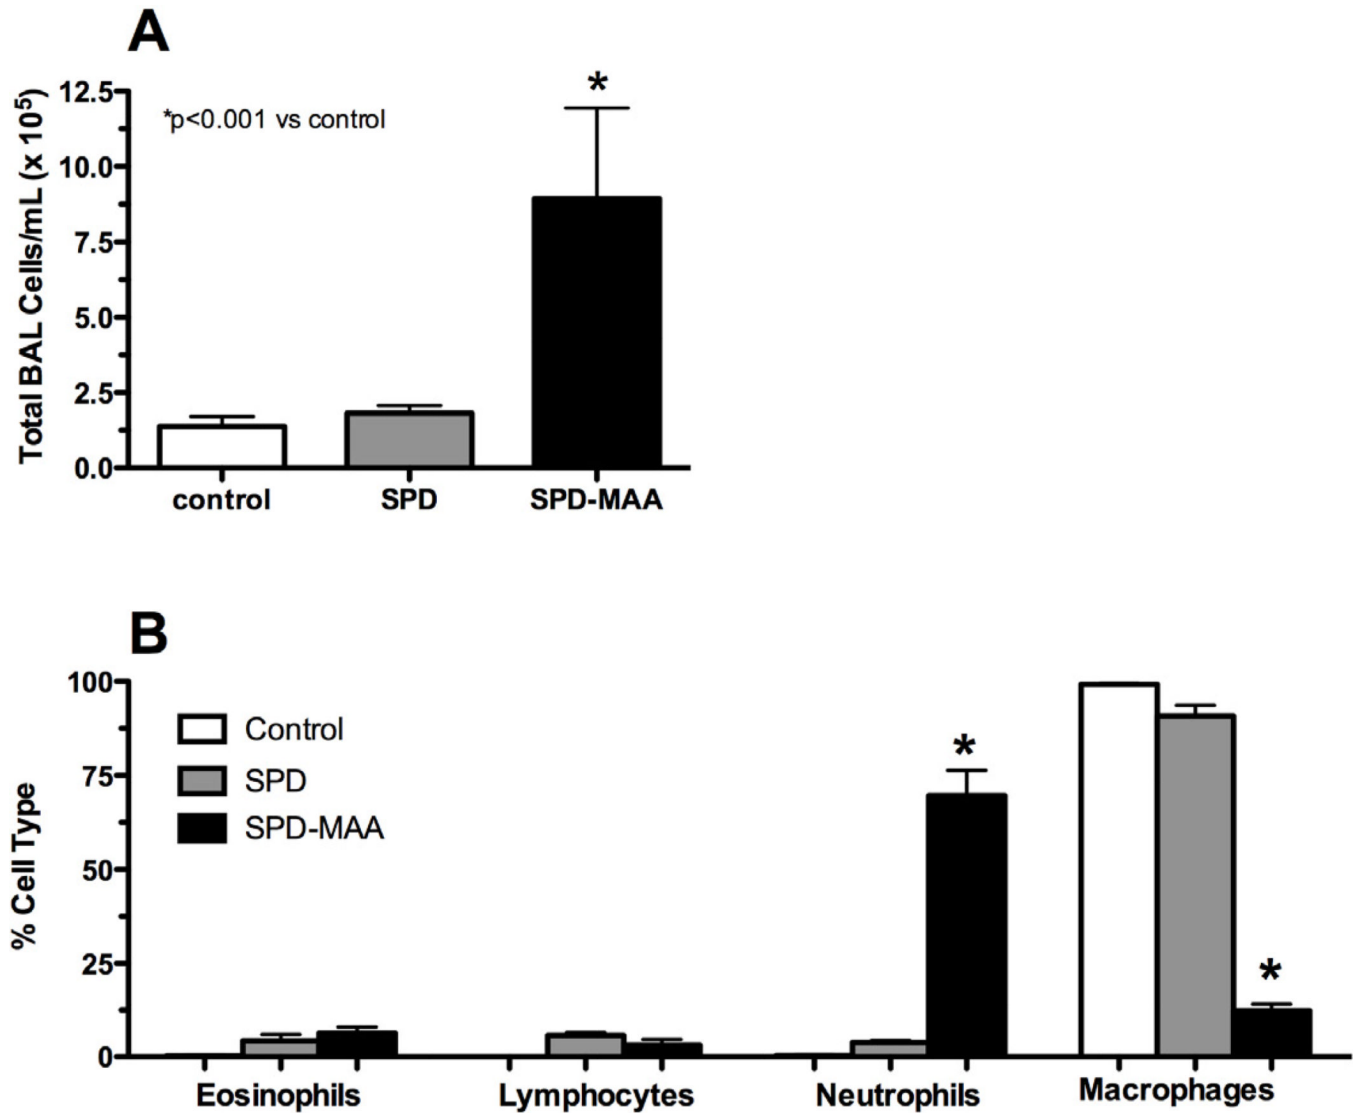 A
Total BAL Cells/mL (x 10⁵)
12.5
10.0
7.5
5.0
2.5
0.0
*p<0.001 vs control
*
control SPD SPD-MAA
B
% Cell Type
100
75
50
25
0
Control
SPD
SPD-MAA
*
*
Eosinophils Lymphocytes Neutrophils Macrophages